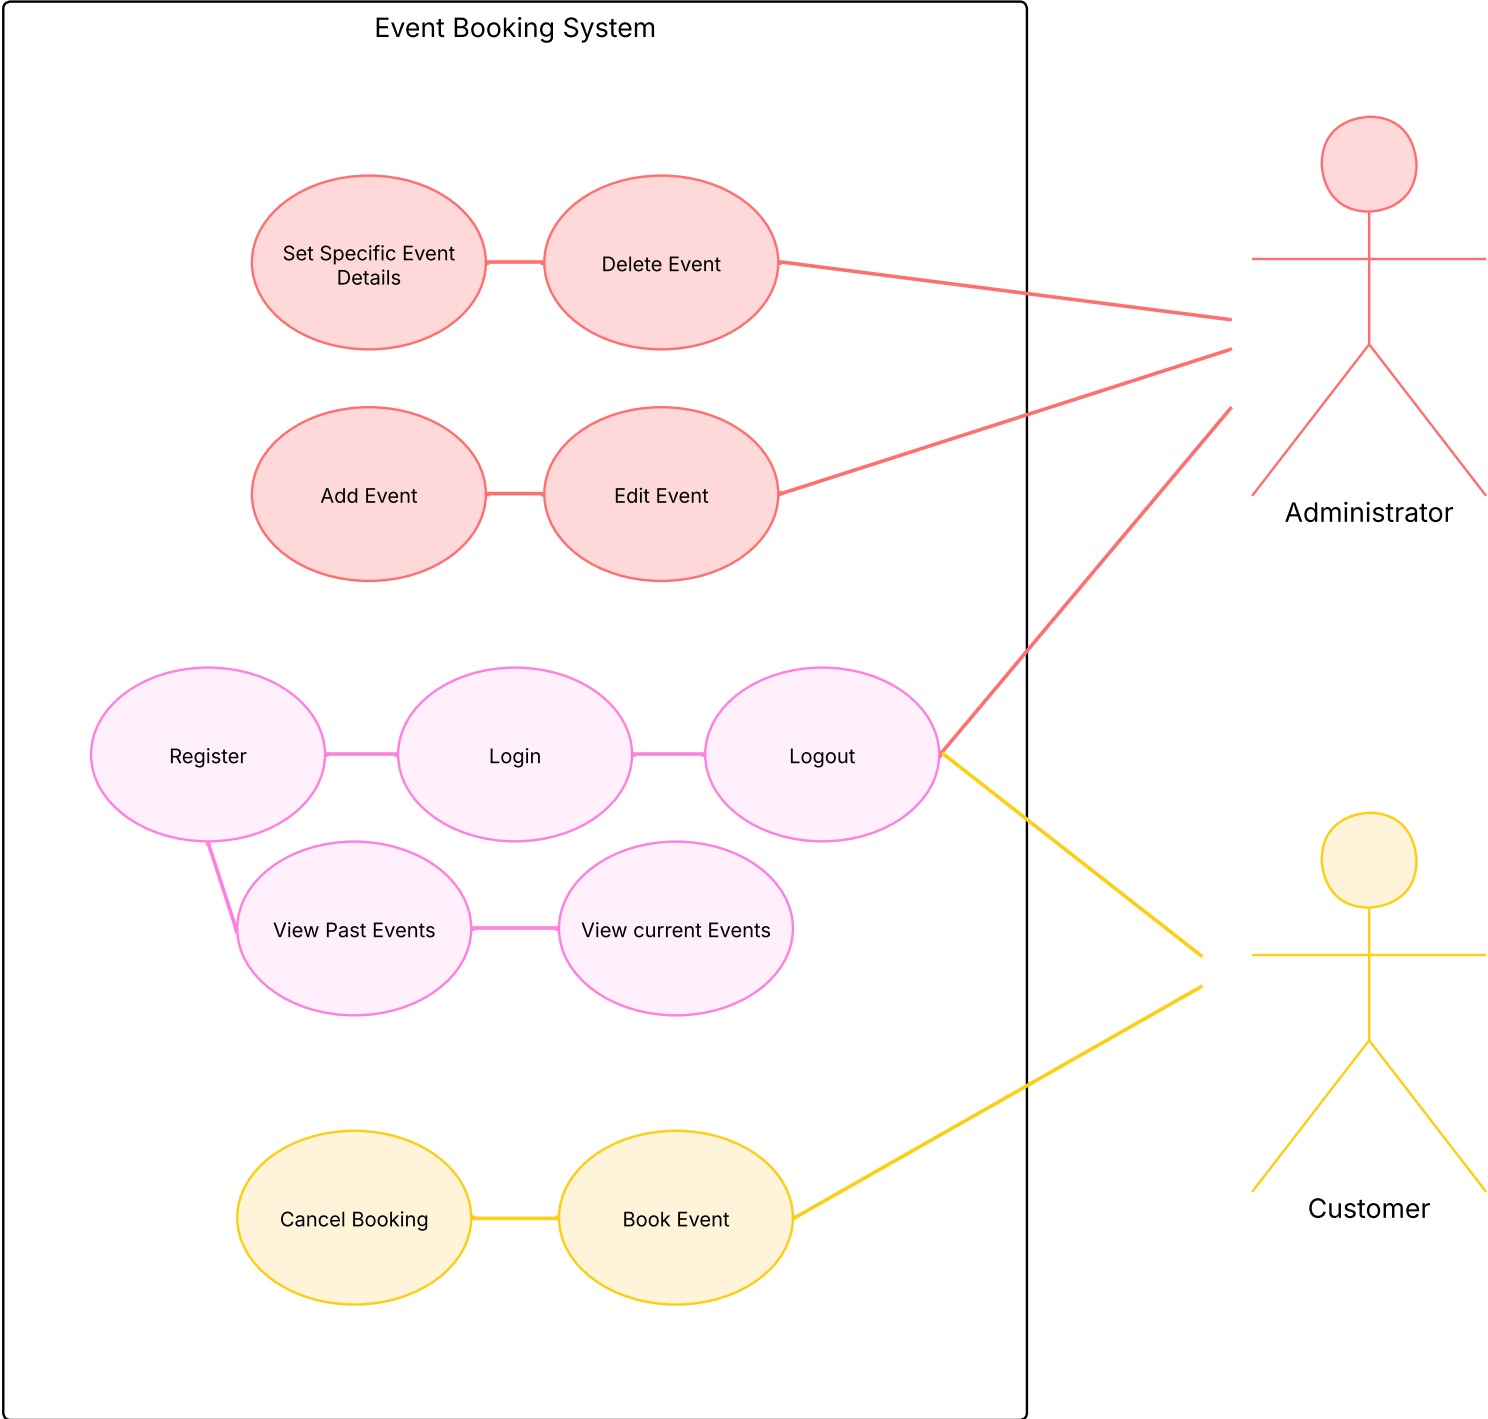 Event Booking System
Set Specific Event
Details
Delete Event
Add Event
Edit Event
Administrator
Register
Login
Logout
View Past Events
View current Events
Cancel Booking
Book Event
Customer